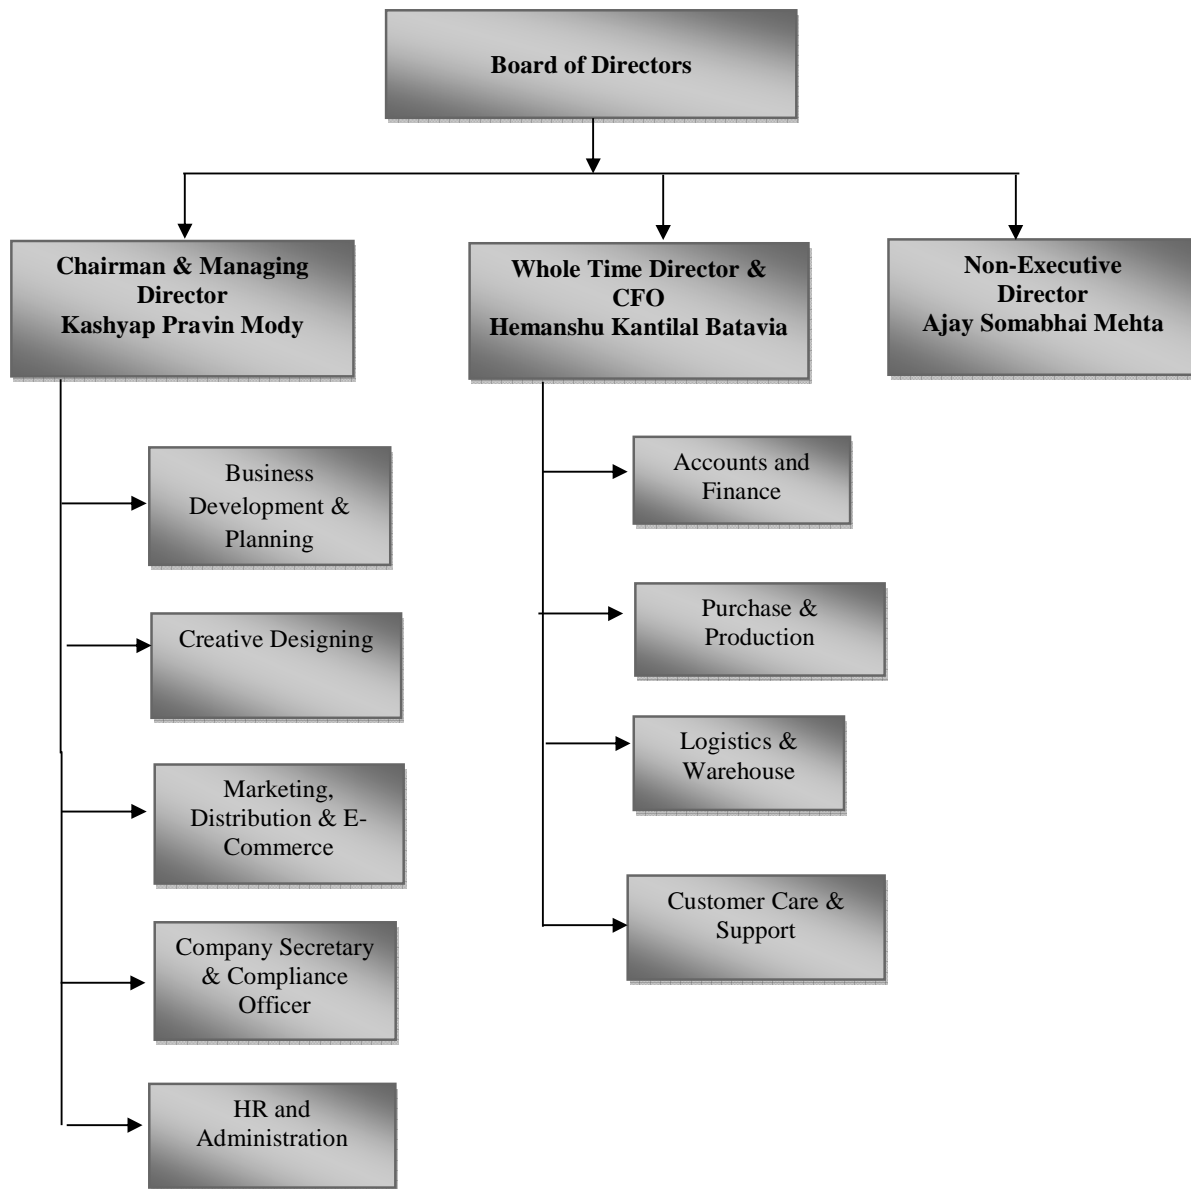 Board of Directors
Chairman & Managing
Director
Kashyap Pravin Mody
Whole Time Director &
CFO
Hemanshu Kantilal Batavia
Non-Executive
Director
Ajay Somabhai Mehta
Business
Development &
Planning
Creative Designing
Marketing,
Distribution & E-
Commerce
Company Secretary
& Compliance
Officer
HR and
Administration
Accounts and
Finance
Purchase &
Production
Logistics &
Warehouse
Customer Care &
Support